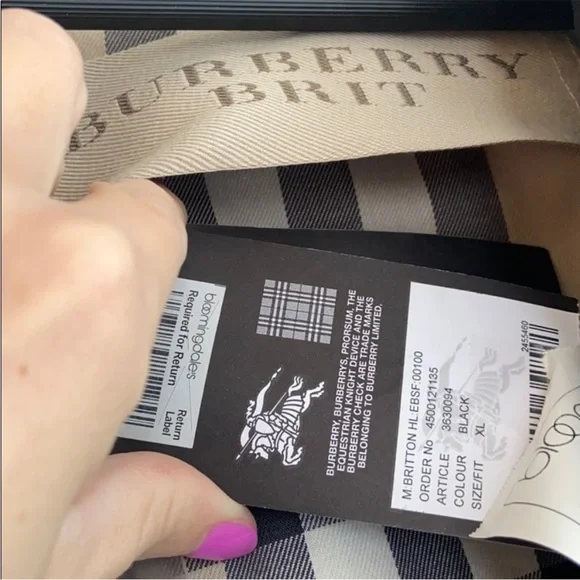 BURBERRY
BRIT
bloomingdale's
Required for Return
Return
Label
BURBERRY, BURBERRYS, PRORSUM, THE
EQUESTRIAN KNIGHT DEVICE AND THE
BURBERRY CHECK ARE TRADE MARKS
BELONGING TO BURBERRY LIMITED.
M:BRITTON HL:EBSF:00100
ORDER No 4500121135
ARTICLE 3630094
COLOUR BLACK
SIZE/FIT XL
2455460